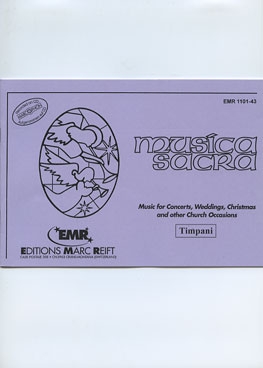 EMR 1101-43
musica
sacra
Music for Concerts, Weddings, Christmas
and other Church Occasions
Timpani
EMR
EDITIONS MARC REIFT